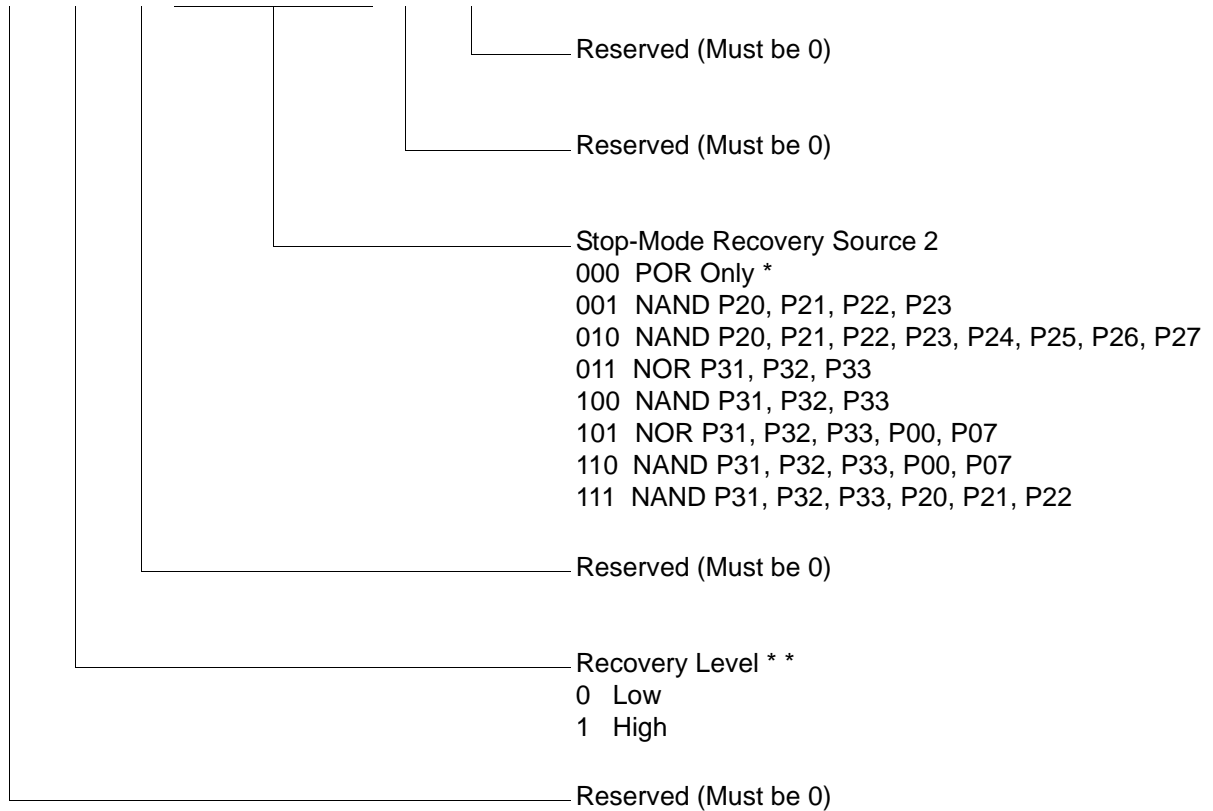 Reserved (Must be 0)
Reserved (Must be 0)
Stop-Mode Recovery Source 2
000 POR Only *
001 NAND P20, P21, P22, P23
010 NAND P20, P21, P22, P23, P24, P25, P26, P27
011 NOR P31, P32, P33
100 NAND P31, P32, P33
101 NOR P31, P32, P33, P00, P07
110 NAND P31, P32, P33, P00, P07
111 NAND P31, P32, P33, P20, P21, P22
Reserved (Must be 0)
Recovery Level * *
0 Low
1 High
Reserved (Must be 0)